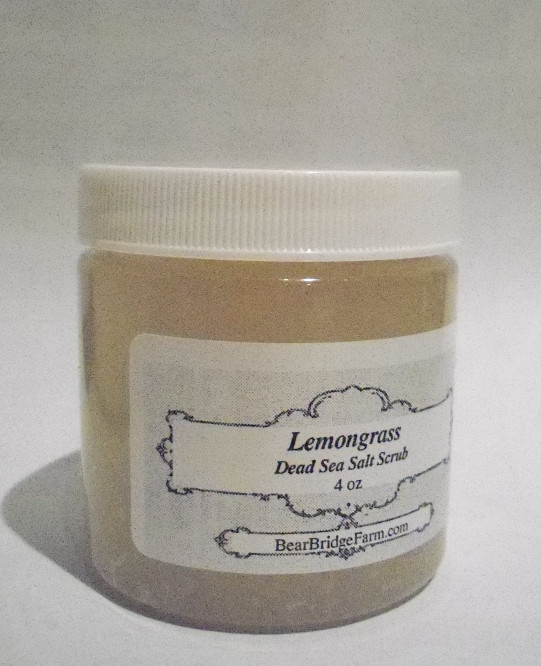 Lemongrass
Dead Sea Salt Scrub
4 oz
BearBridgeFarm.com